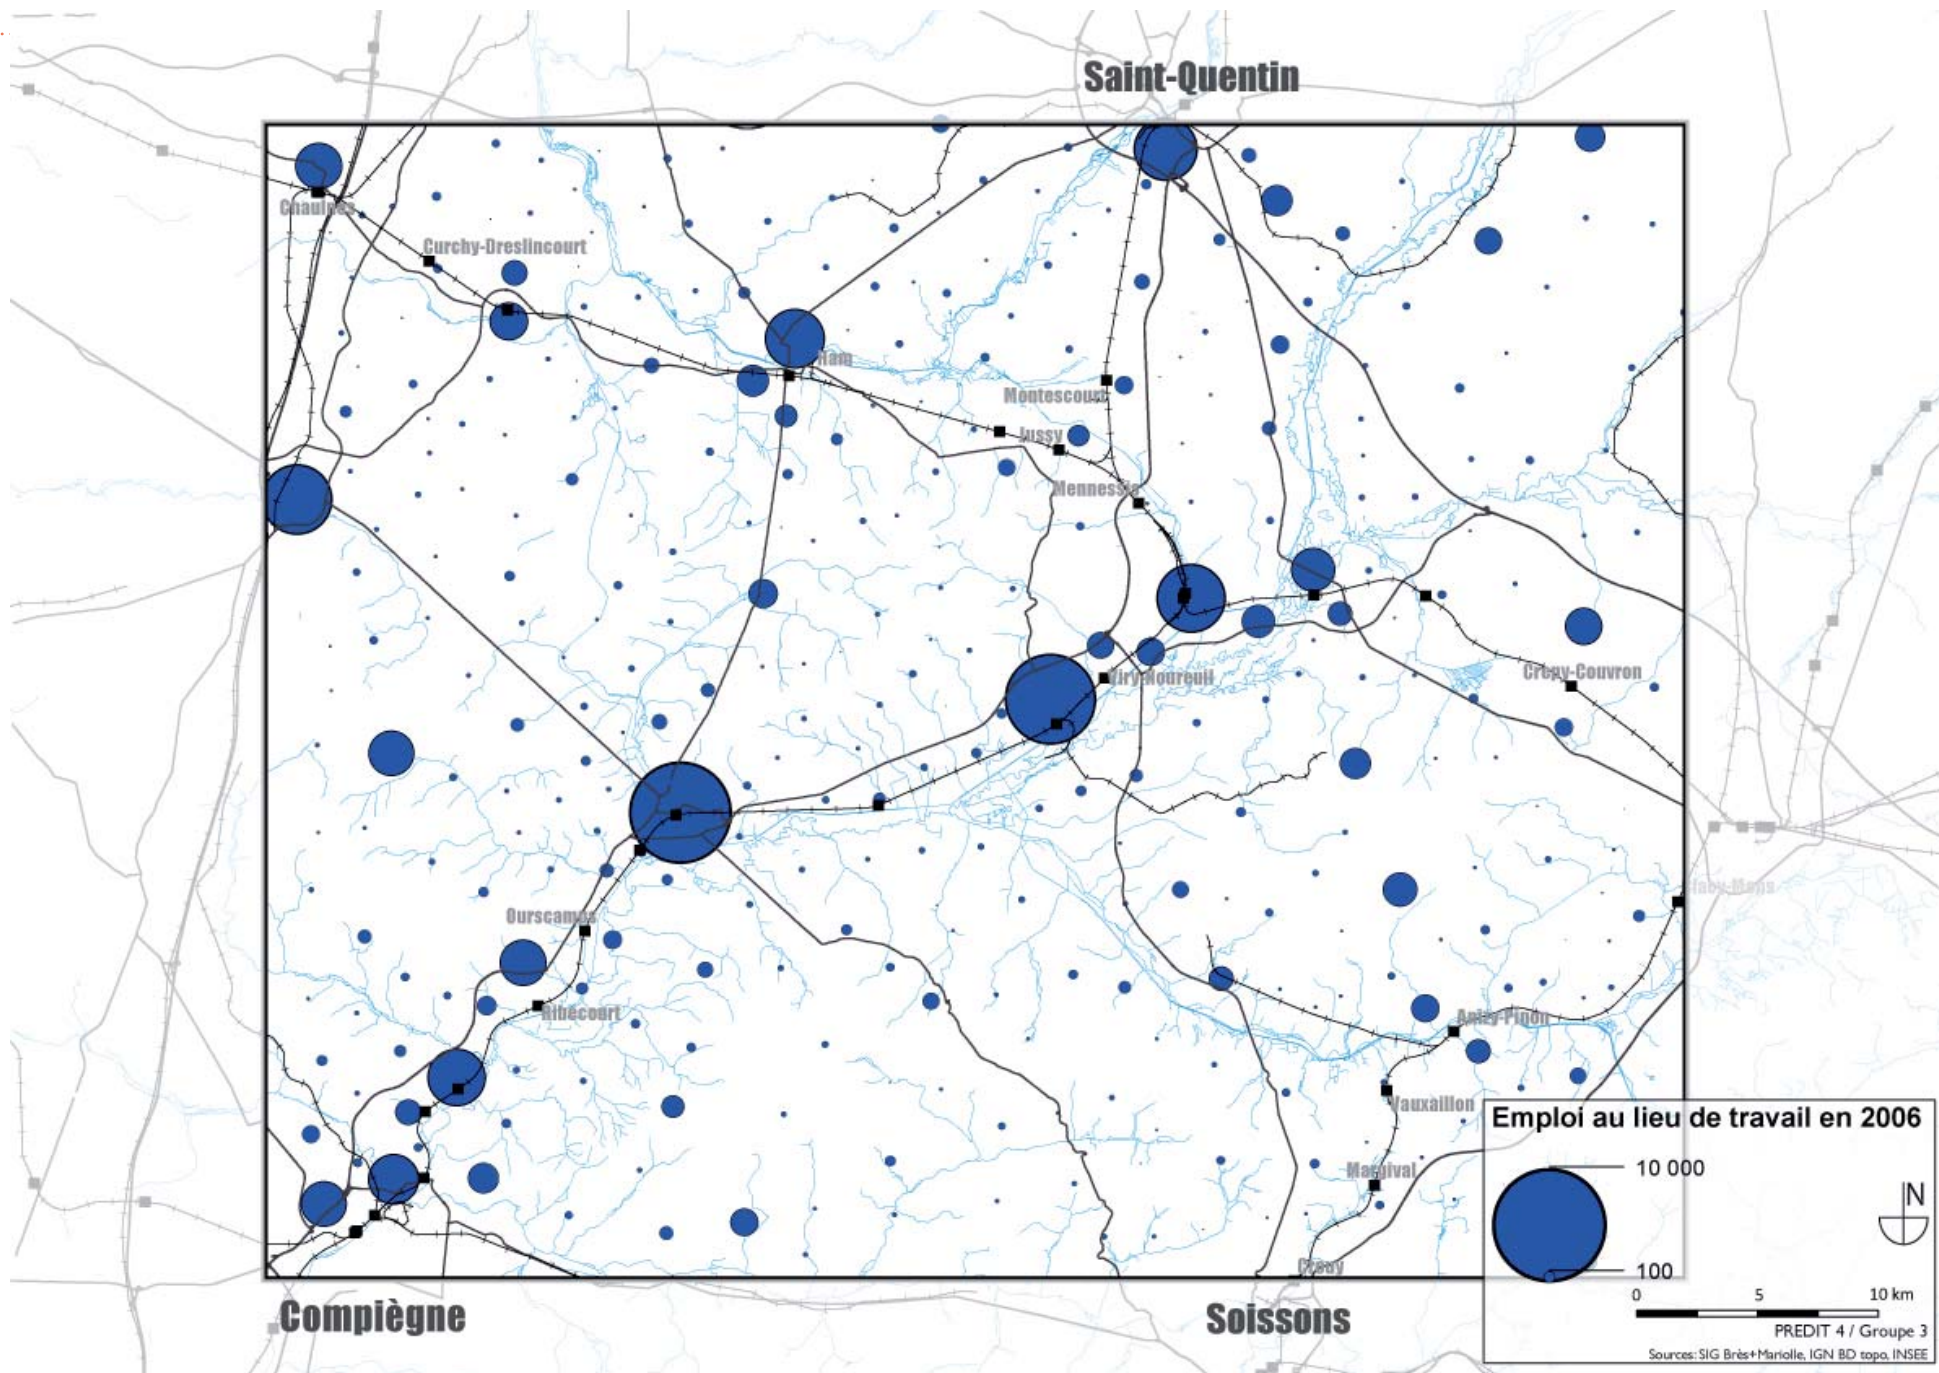 Saint-Quentin
Chaulnes
Curchy-Dreslincourt
Ham
Montescourt
Jussy
Mennessis
Viry-Noureuil
Crépy-Couvron
Ourscamps
Ribécourt
Anizy-Pinon
Vauxaillon
Margival
Crouy
Compiègne
Soissons
Emploi au lieu de travail en 2006
10 000
100
N
0 5 10 km
PREDIT 4 / Groupe 3
Sources: SIG Brès+Mariolle, IGN BD topo, INSEE